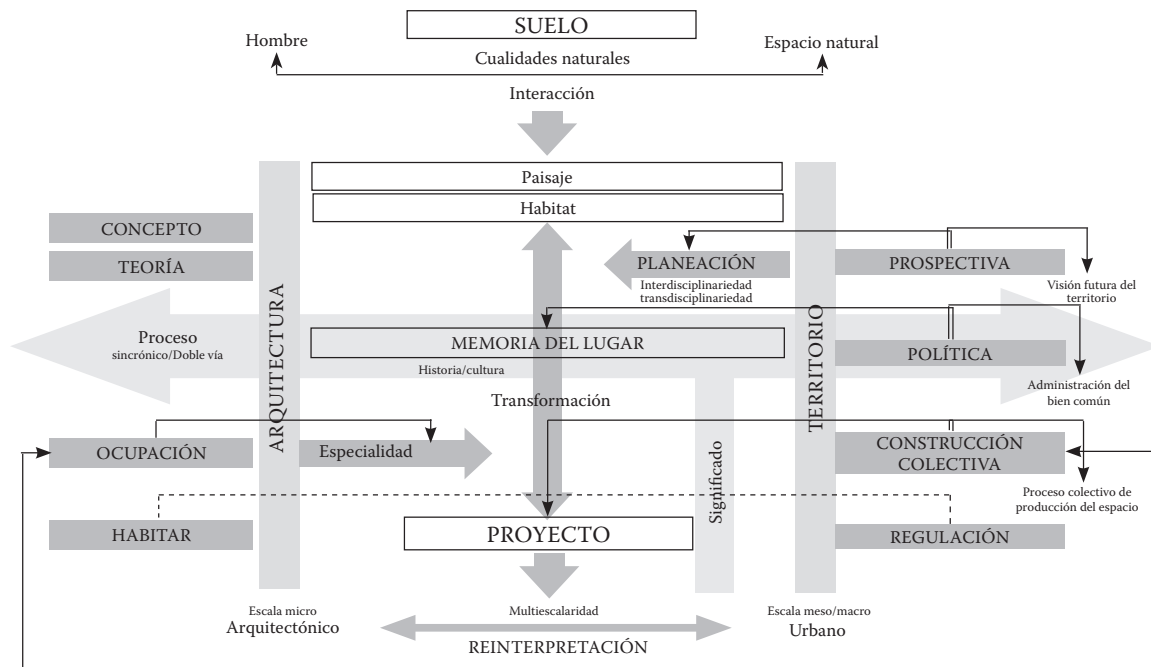 SUELO
Hombre
Espacio natural
Cualidades naturales
Interacción
Paisaje
Habitat
CONCEPTO
TEORÍA
ARQUITECTURA
PLANEACIÓN
Interdisciplinariedad
transdisciplinariedad
TERRITORIO
PROSPECTIVA
Visión futura del
territorio
Proceso
sincrónico/Doble vía
MEMORIA DEL LUGAR
Historia/cultura
POLÍTICA
Administración del
bien común
Transformación
OCUPACIÓN
Especialidad
Significado
CONSTRUCCIÓN
COLECTIVA
Proceso colectivo de
producción del espacio
HABITAR
PROYECTO
REGULACIÓN
Escala micro
Arquitectónico
Multiescalaridad
REINTERPRETACIÓN
Escala meso/macro
Urbano